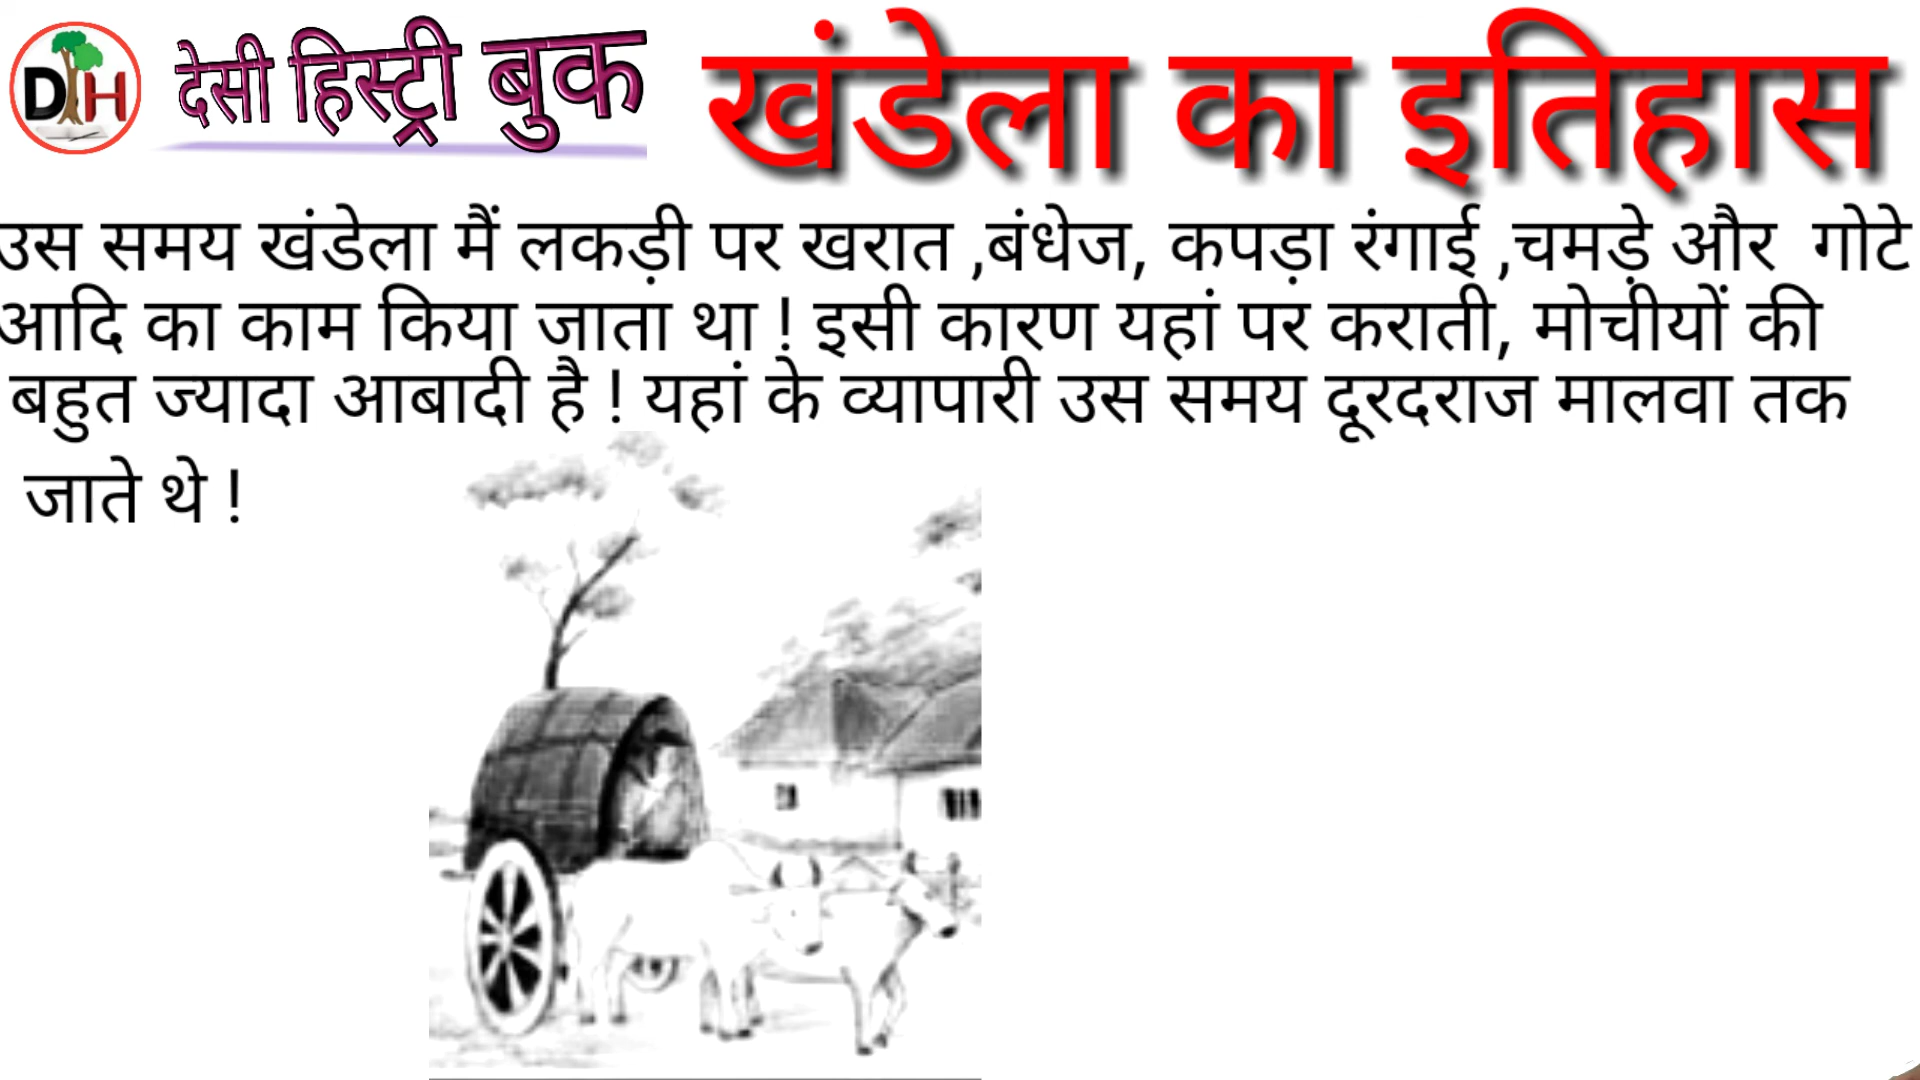 DH
देसी हिस्ट्री बुक
खंडेला का इतिहास
उस समय खंडेला मैं लकड़ी पर खरात ,बंधेज, कपड़ा रंगाई ,चमड़े और गोटे
आदि का काम किया जाता था ! इसी कारण यहां पर कराती, मोचीयों की
बहुत ज्यादा आबादी है ! यहां के व्यापारी उस समय दूरदराज मालवा तक
जाते थे !